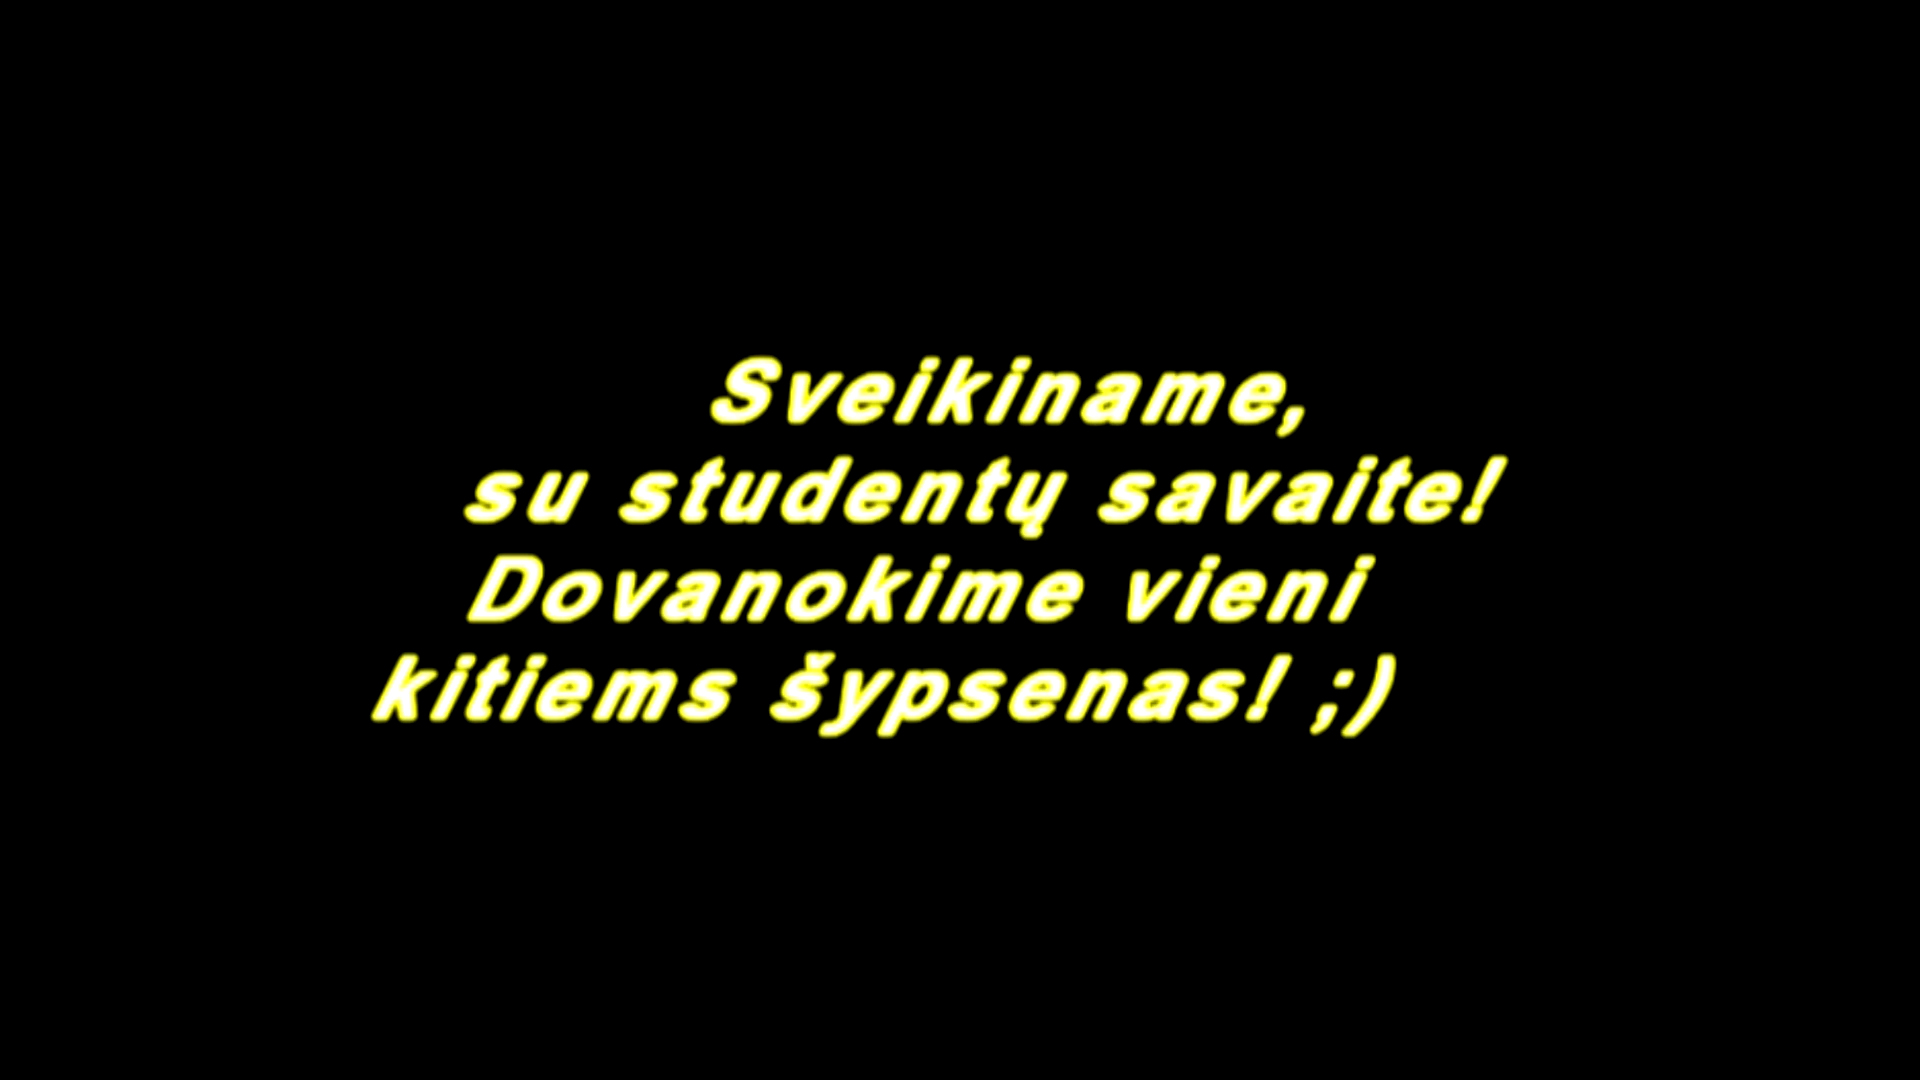 Sveikiname,
su studentų savaite!
Dovanokime vieni
kitiems šypsenas! ;)